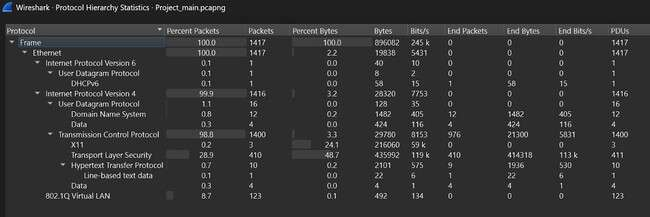 Wireshark · Protocol Hierarchy Statistics · Project_main.pcapng
Protocol Percent Packets Packets Percent Bytes Bytes Bits/s End Packets End Bytes End Bits/s PDUs
Frame 100.0 1417 100.0 896082 245 k 0 0 0 1417
Ethernet 100.0 1417 2.2 19838 5431 0 0 0 1417
Internet Protocol Version 6 0.1 1 0.0 40 10 0 0 0 1
User Datagram Protocol 0.1 1 0.0 8 2 0 0 0 1
DHCPv6 0.1 1 0.0 58 15 1 58 15 1
Internet Protocol Version 4 99.9 1416 3.2 28320 7753 0 0 0 1416
User Datagram Protocol 1.1 16 0.0 128 35 0 0 0 16
Domain Name System 0.8 12 0.2 1482 405 12 1482 405 12
Data 0.3 4 0.0 424 116 4 424 116 4
Transmission Control Protocol 98.8 1400 3.3 29780 8153 976 21300 5831 1400
X11 0.2 3 24.1 216060 59 k 0 0 0 3
Transport Layer Security 28.9 410 48.7 435992 119 k 410 414318 113 k 411
Hypertext Transfer Protocol 0.7 10 0.2 2101 575 9 1936 530 10
Line-based text data 0.1 1 0.0 22 6 1 22 6 1
Data 0.3 4 0.0 4 1 4 4 1 4
802.1Q Virtual LAN 8.7 123 0.1 492 134 0 0 0 123